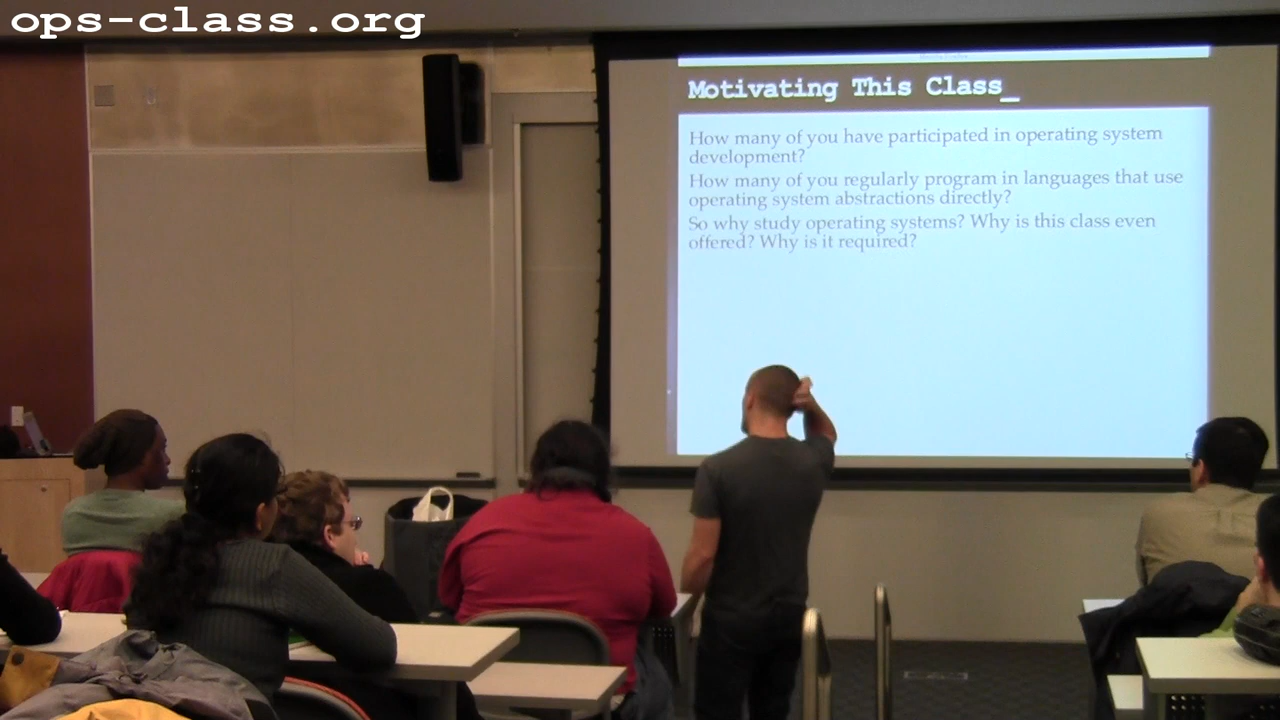 ops-class.org
Motivating This Class_
How many of you have participated in operating system
development?
How many of you regularly program in languages that use
operating system abstractions directly?
So why study operating systems? Why is this class even
offered? Why is it required?